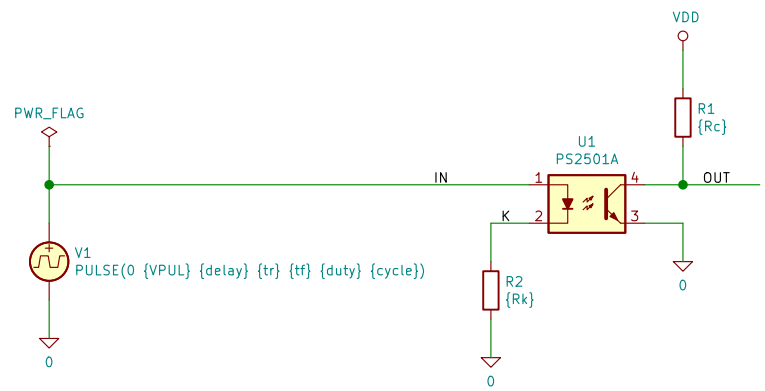 VDD
PWR_FLAG
R1
{Rc}
U1
PS2501A
IN
1
4
OUT
K
2
3
V1
PULSE(0 {VPUL} {delay} {tr} {tf} {duty} {cycle})
R2
{Rk}
0
0
0